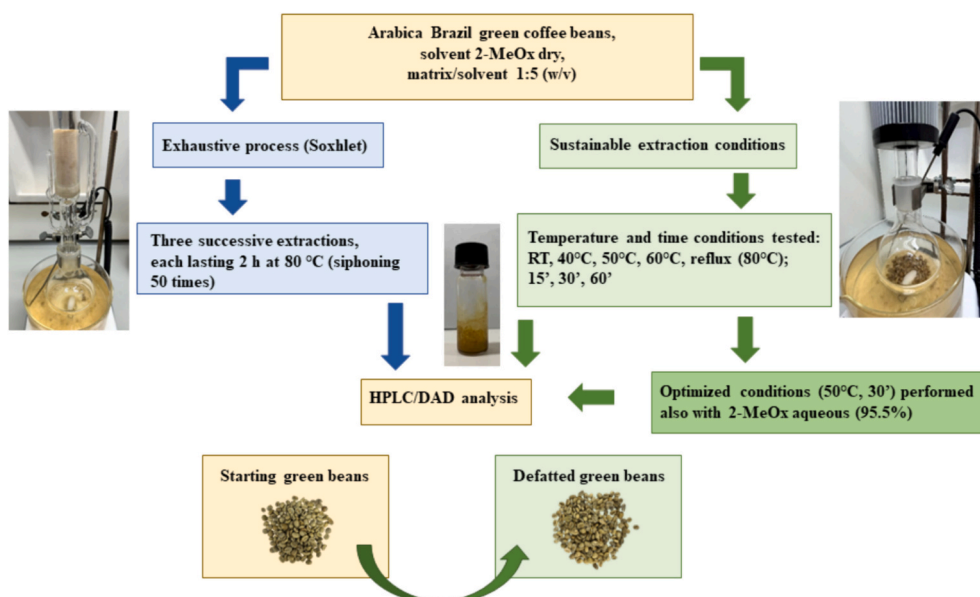 Arabica Brazil green coffee beans,
solvent 2-MeOx dry,
matrix/solvent 1:5 (w/v)
Exhaustive process (Soxhlet)
Sustainable extraction conditions
Three successive extractions,
each lasting 2 h at 80 °C (siphoning
50 times)
Temperature and time conditions tested:
RT, 40°C, 50°C, 60°C, reflux (80°C);
15’, 30’, 60’
HPLC/DAD analysis
Optimized conditions (50°C, 30’) performed
also with 2-MeOx aqueous (95.5%)
Starting green beans
Defatted green beans